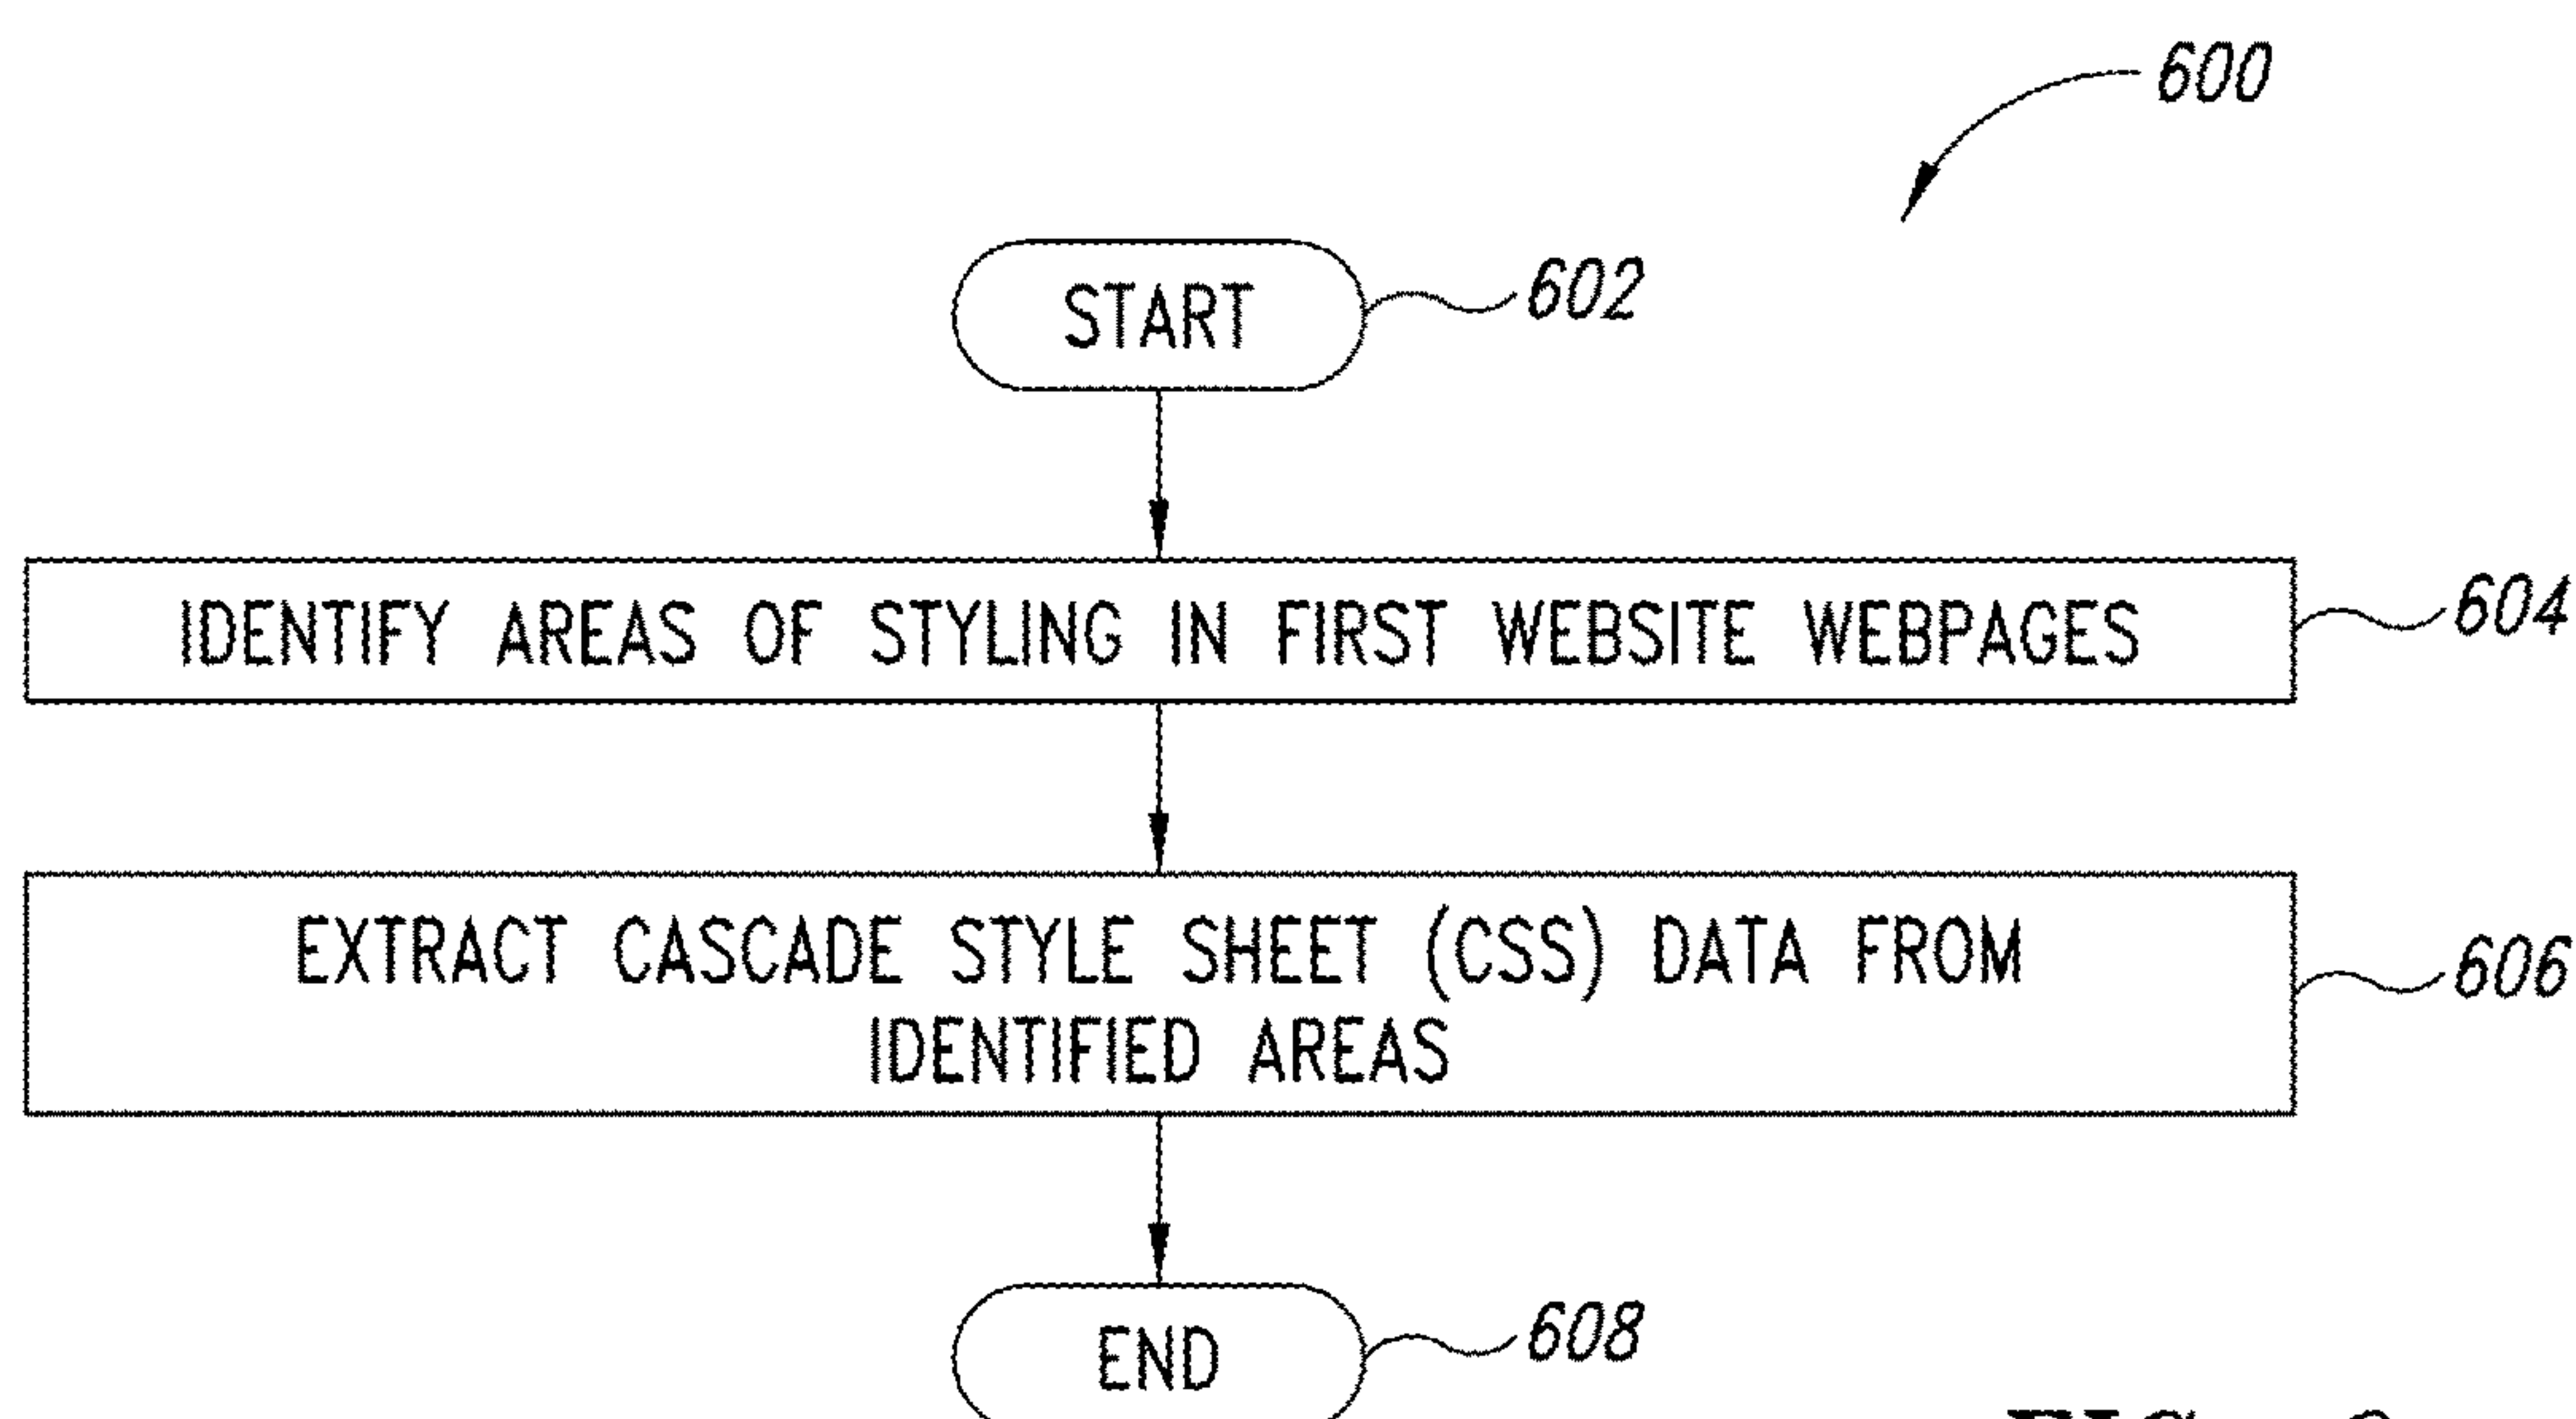 600
START
602
IDENTIFY AREAS OF STYLING IN FIRST WEBSITE WEBPAGES
604
EXTRACT CASCADE STYLE SHEET (CSS) DATA FROM
IDENTIFIED AREAS
606
END
608